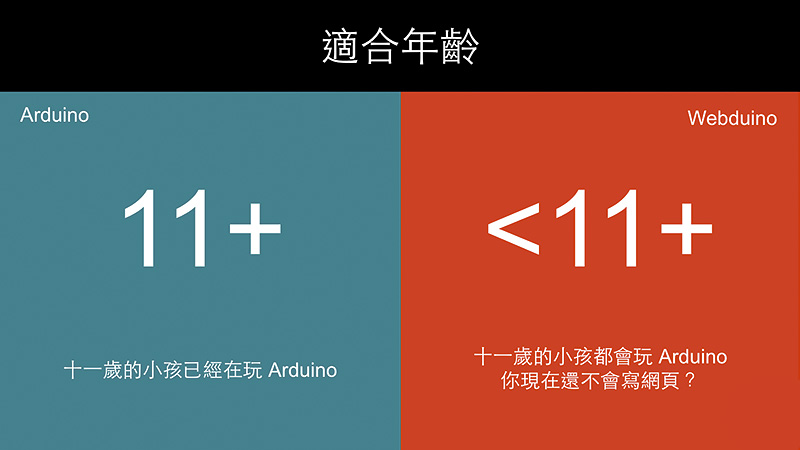 適合年齡
Arduino
11+
十一歲的小孩已經在玩 Arduino
Webduino
<11+
十一歲的小孩都會玩 Arduino
你現在還不會寫網頁？